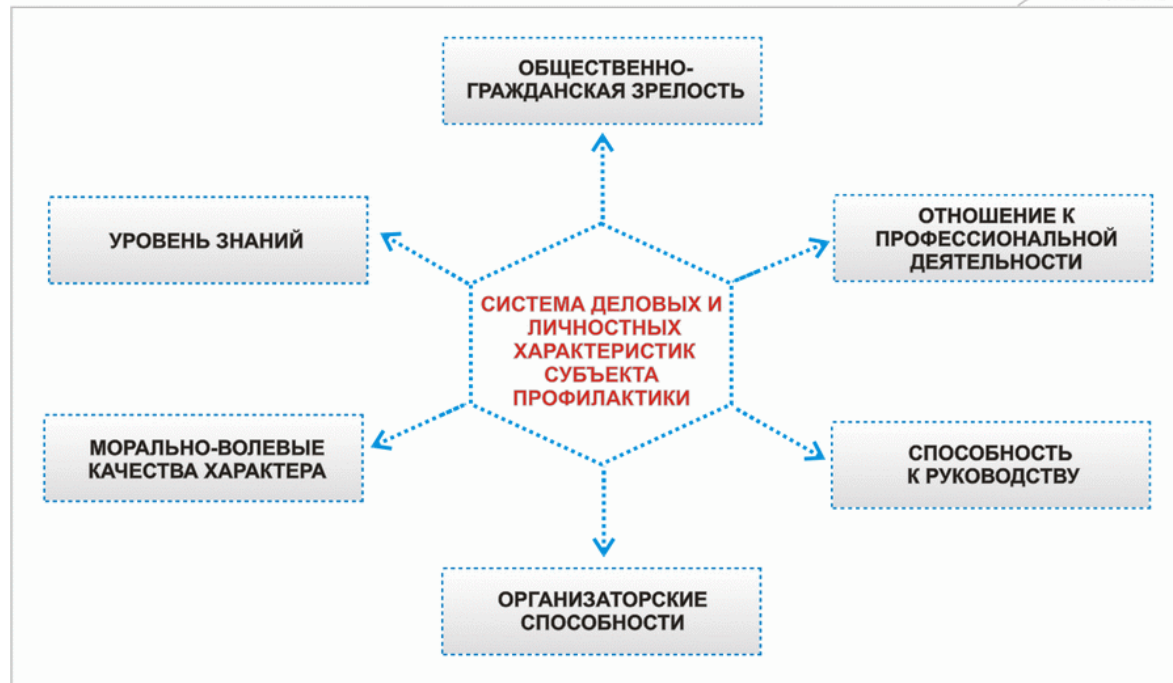 ОБЩЕСТВЕННО-
ГРАЖДАНСКАЯ ЗРЕЛОСТЬ
УРОВЕНЬ ЗНАНИЙ
ОТНОШЕНИЕ К
ПРОФЕССИОНАЛЬНОЙ
ДЕЯТЕЛЬНОСТИ
СИСТЕМА ДЕЛОВЫХ И
ЛИЧНОСТНЫХ
ХАРАКТЕРИСТИК
СУБЪЕКТА
ПРОФИЛАКТИКИ
МОРАЛЬНО-ВОЛЕВЫЕ
КАЧЕСТВА ХАРАКТЕРА
СПОСОБНОСТЬ
К РУКОВОДСТВУ
ОРГАНИЗАТОРСКИЕ
СПОСОБНОСТИ